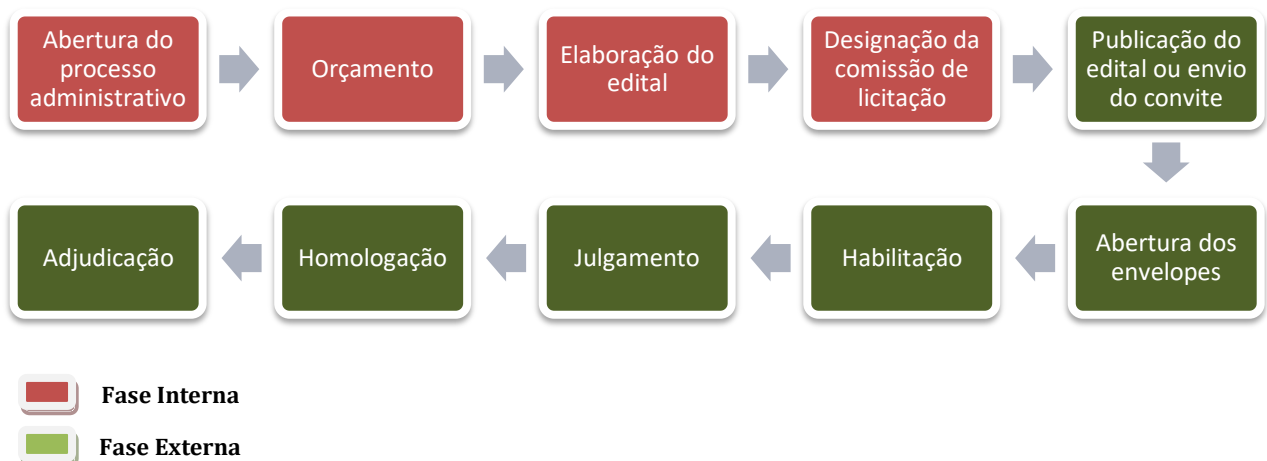 Abertura do
processo
administrativo
Orçamento
Elaboração do
edital
Designação da
comissão de
licitação
Publicação do
edital ou envio
do convite
Abertura dos
envelopes
Habilitação
Julgamento
Homologação
Adjudicação
Fase Interna
Fase Externa